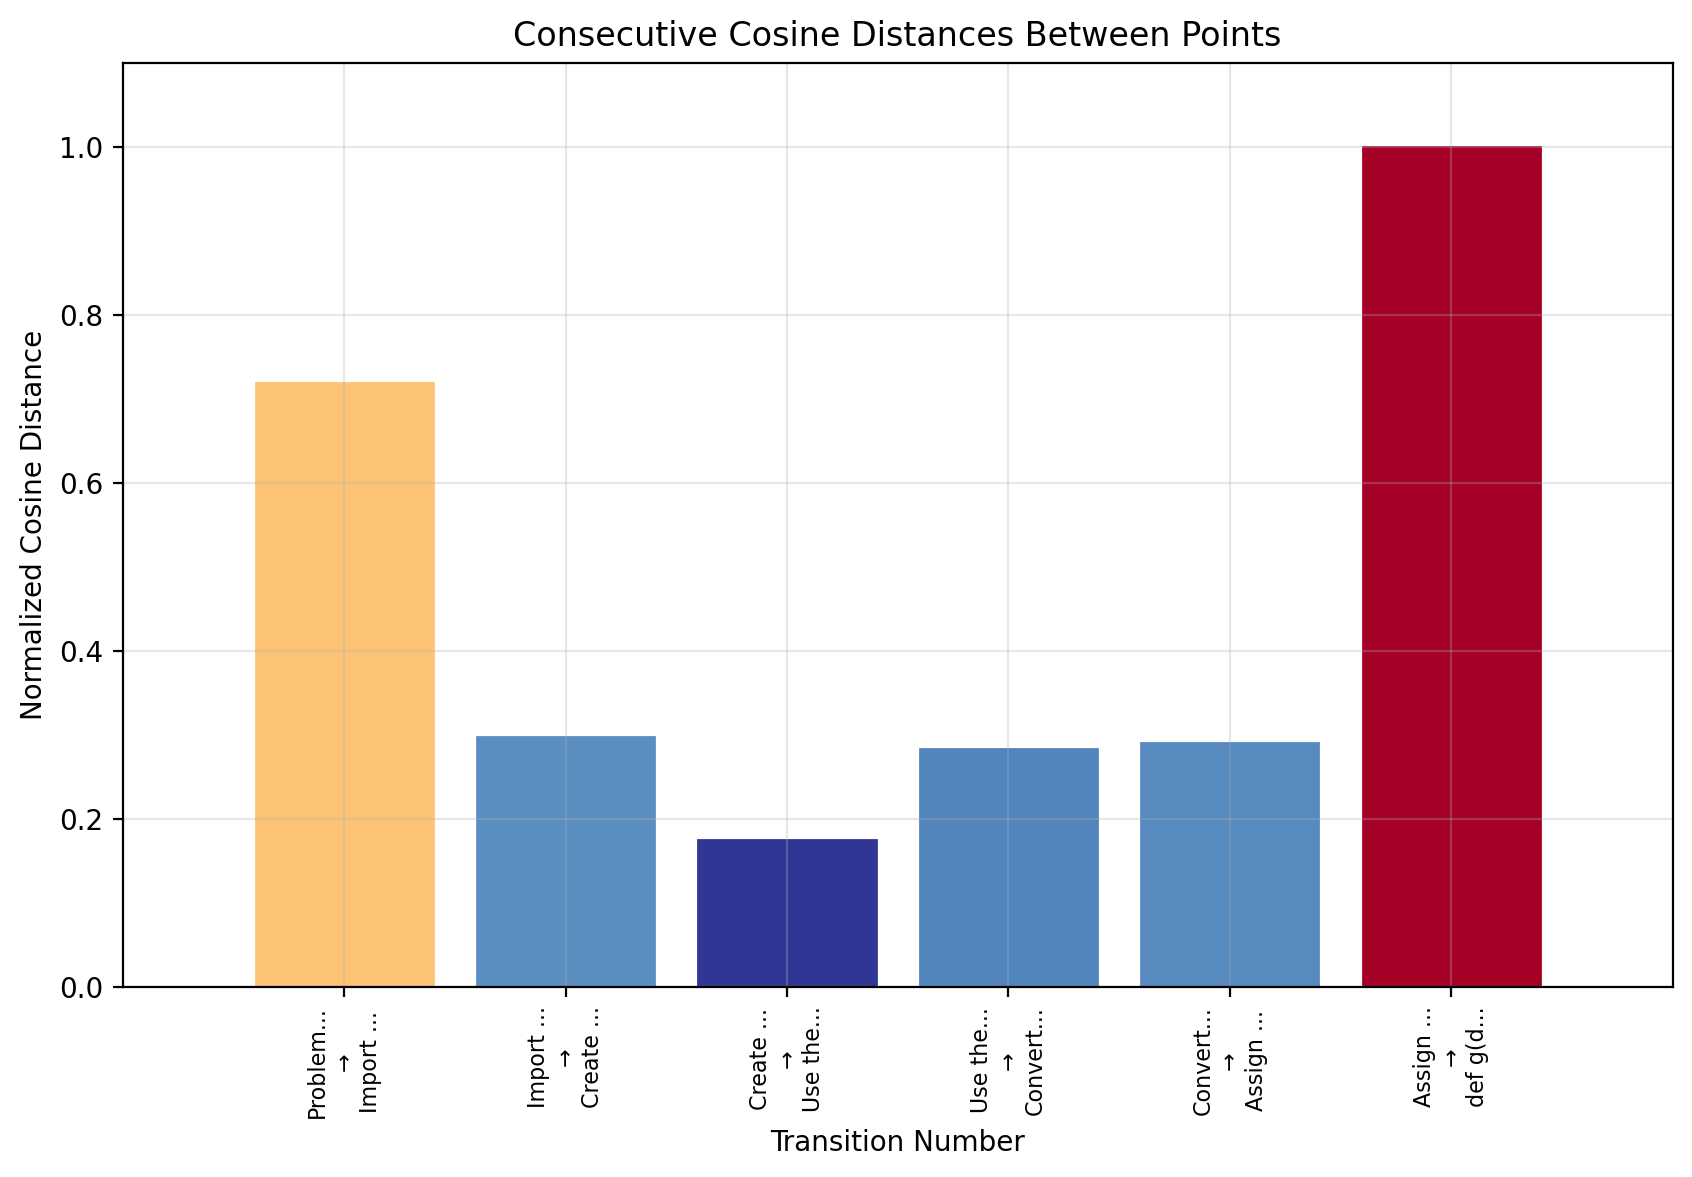 Consecutive Cosine Distances Between Points
Normalized Cosine Distance
1.0
0.8
0.6
0.4
0.2
0.0
Problem...
→
Import ...
Import ...
→
Create ...
Create ...
→
Use the...
Use the...
→
Convert...
Convert...
→
Assign ...
Assign ...
→
def g(d...
Transition Number